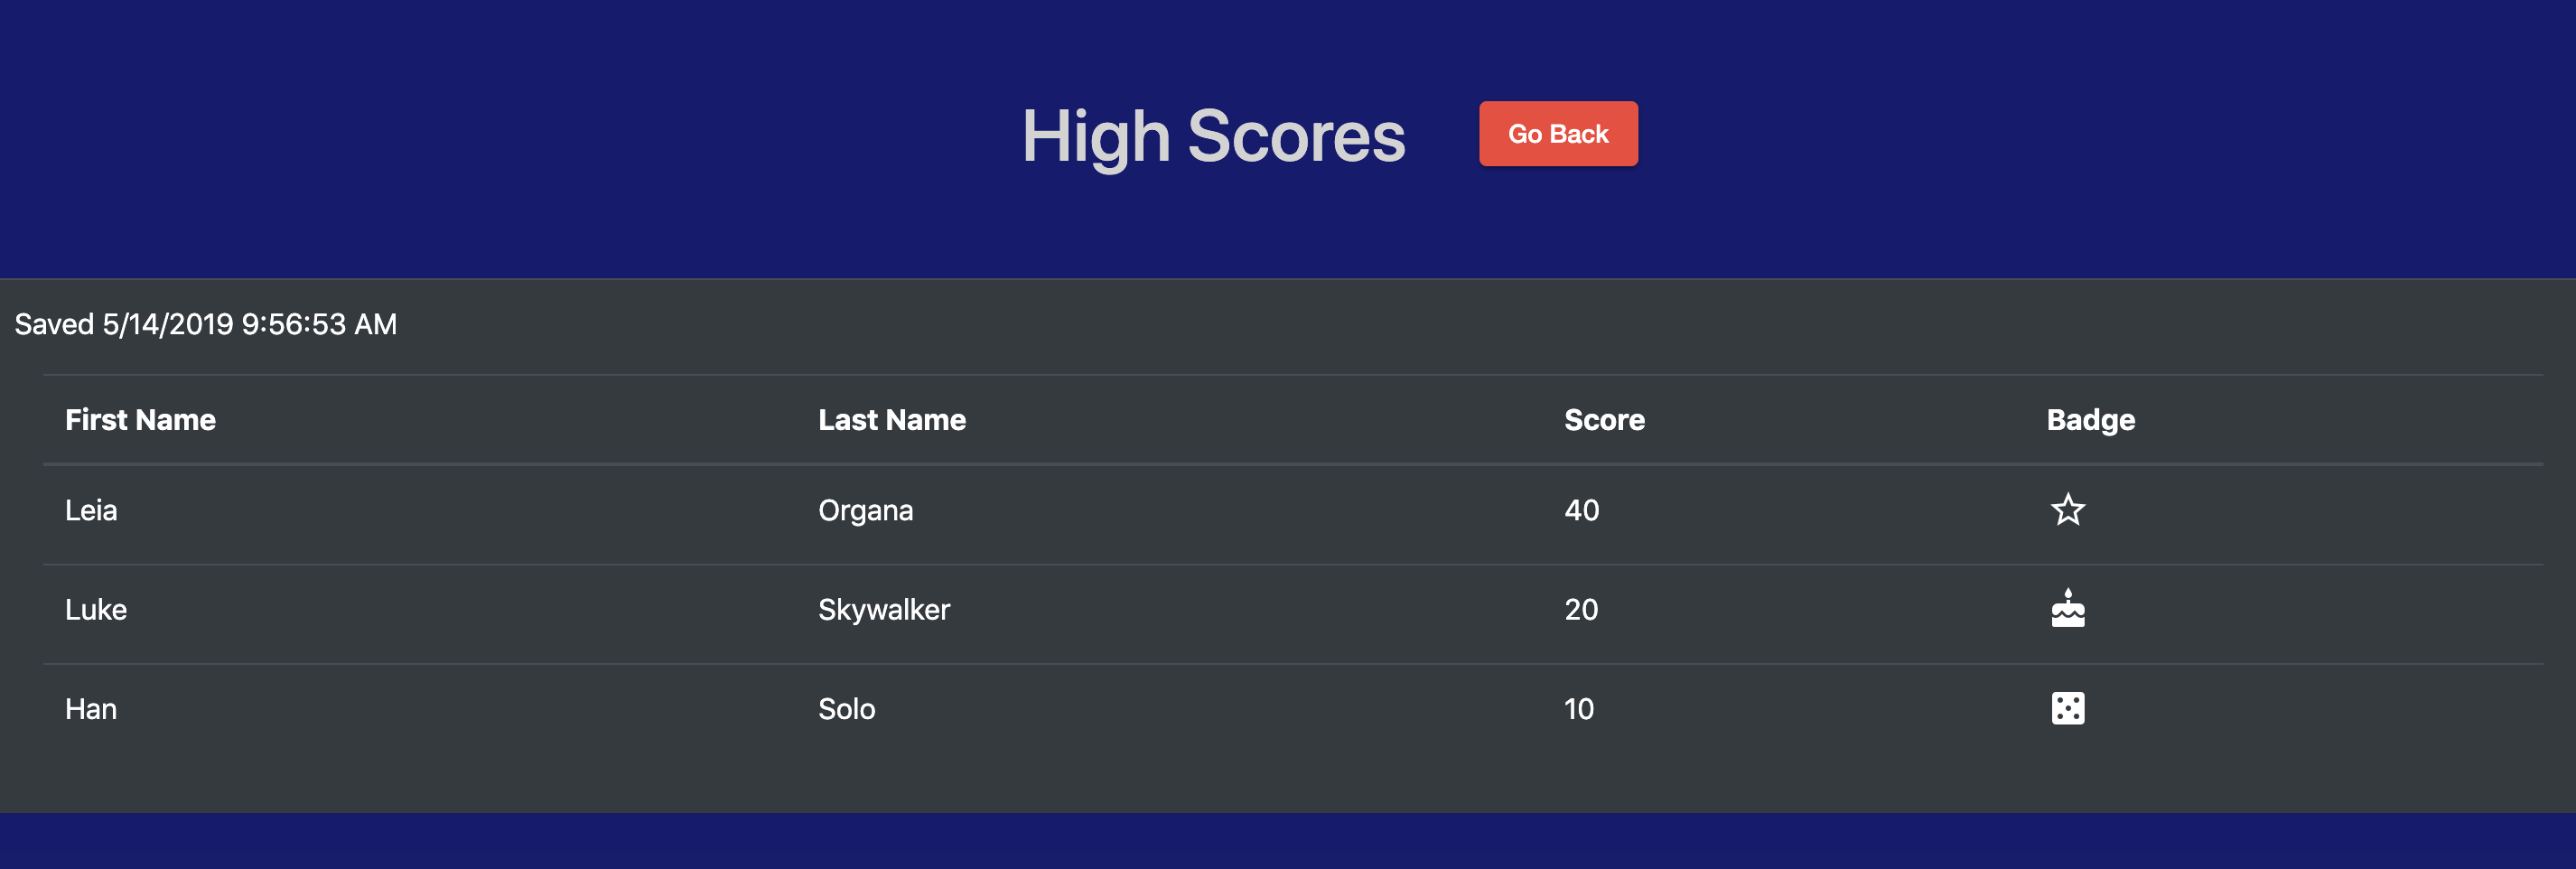 High Scores Go Back
Saved 5/14/2019 9:56:53 AM
First Name Last Name Score Badge
Leia Organa 40
Luke Skywalker 20
Han Solo 10